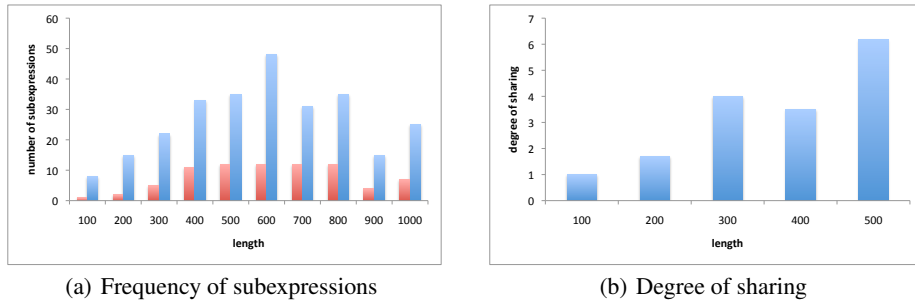 60
50
40
30
20
10
0
number of subexpressions
100 200 300 400 500 600 700 800 900 1000
length
(a) Frequency of subexpressions
7
6
5
4
3
2
1
0
degree of sharing
100 200 300 400 500
length
(b) Degree of sharing